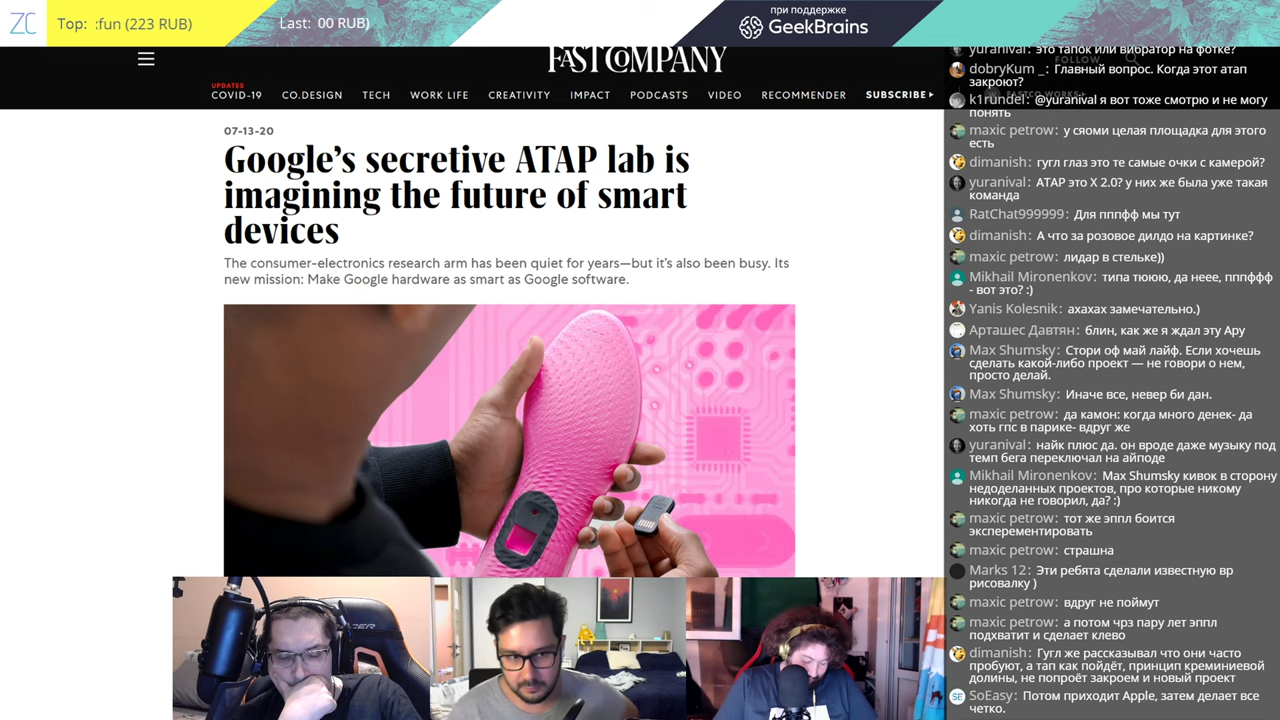 ZC
Top: :fun (223 RUB)
Last: 00 RUB)
при поддержке
GeekBrains
FAST COMPANY
FOLLOW
UPDATES
COVID-19 CO.DESIGN TECH WORK LIFE CREATIVITY IMPACT PODCASTS VIDEO RECOMMENDER SUBSCRIBE
07-13-20
Google's secretive ATAP lab is
imagining the future of smart
devices
The consumer-electronics research arm has been quiet for years—but it's also been busy. Its
new mission: Make Google hardware as smart as Google software.
yuranival: это тапок или вибратор на фотке?
dobryKum _: Главный вопрос. Когда этот атап
закроют?
k1rundel: @yuranival я вот тоже смотрю и не могу
понять
maxic petrow: у сяоми целая площадка для этого
есть
dimanish: гугл глаз это те самые очки с камерой?
yuranival: ATAP это X 2.0? у них же была уже такая
команда
RatChat999999: Для пппфф мы тут
dimanish: А что за розовое дилдо на картинке?
maxic petrow: лидар в стельке))
Mikhail Mironenkov: типа тююю, да неее, пппффф
- вот это? :)
Yanis Kolesnik: ахахах замечательно.)
Арташес Давтян: блин, как же я ждал эту Ару
Max Shumsky: Стори оф май лайф. Если хочешь
сделать какой-либо проект — не говори о нем,
просто делай.
Max Shumsky: Иначе все, невер би дан.
maxic petrow: да камон: когда много денек- да
хоть гпс в парике- вдруг же
yuranival: найк плюс да. он вроде даже музыку под
темп бега переключал на айподе
Mikhail Mironenkov: Max Shumsky кивок в сторону
недоделанных проектов, про которые никому
никогда не говорил, да? :)
maxic petrow: тот же эппл боится
эксперементировать
maxic petrow: страшна
Marks 12: Эти ребята сделали известную вр
рисовалку )
maxic petrow: вдруг не поймут
maxic petrow: а потом чрз пару лет эппл
подхватит и сделает клево
dimanish: Гугл же рассказывал что они часто
пробуют, а тап как пойдёт, принцип креминиевой
долины, не попроёт закроем и новый проект
SE SoEasy: Потом приходит Apple, затем делает все
четко.